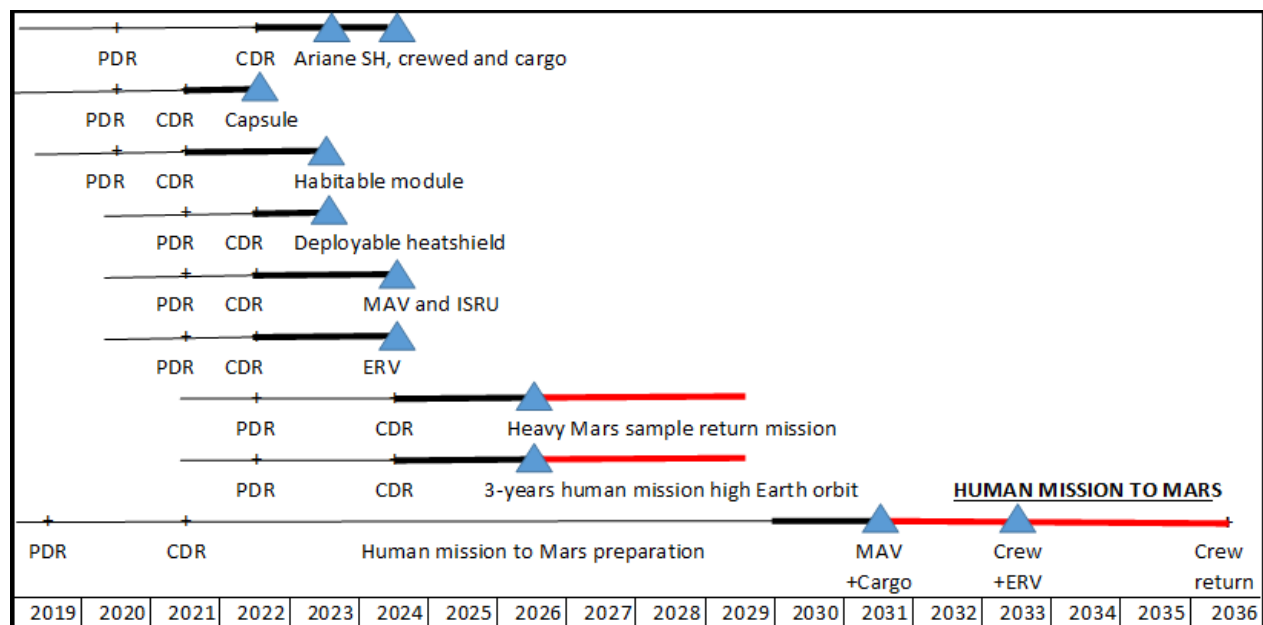 PDR CDR Ariane SH, crewed and cargo
PDR CDR Capsule
PDR CDR Habitable module
PDR CDR Deployable heatshield
PDR CDR MAV and ISRU
PDR CDR ERV
PDR CDR Heavy Mars sample return mission
PDR CDR 3-years human mission high Earth orbit HUMAN MISSION TO MARS
PDR CDR Human mission to Mars preparation MAV Crew Crew
+Cargo +ERV return
2019 2020 2021 2022 2023 2024 2025 2026 2027 2028 2029 2030 2031 2032 2033 2034 2035 2036